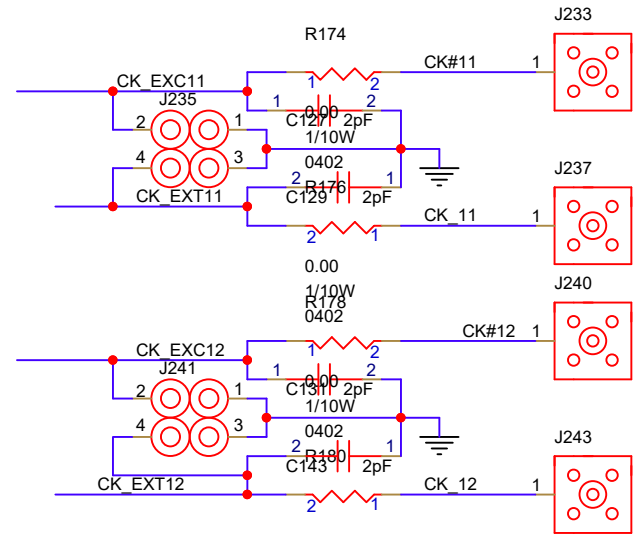 J233
R174
CK#11
1
1
2
CK_EXC11
J235
1
2
C127
0.00
2pF
1/10W
2
1
4
3
0402
J237
CK_EXT11
2
R176
1
C129
2pF
CK_11
1
2
1
0.00
1/10W
J240
R178
0402
CK#12
1
1
2
CK_EXC12
J241
1
2
C131
0.00
2pF
1/10W
2
1
4
3
0402
J243
2
R180
1
C143
2pF
CK_EXT12
CK_12
1
2
1